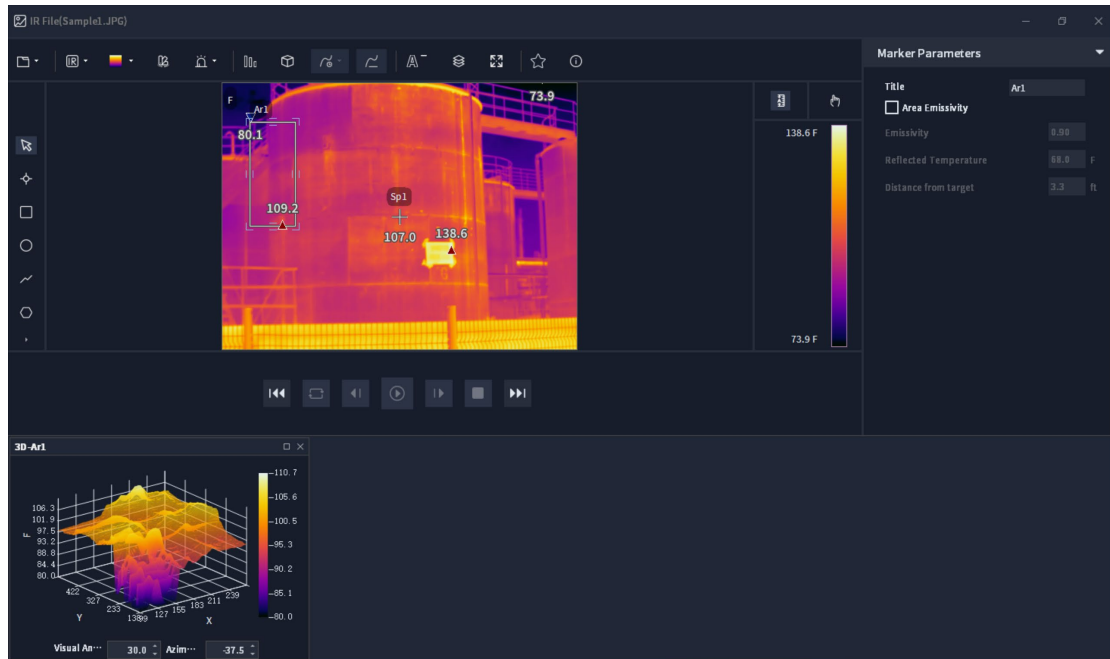 IR File(Sample1.JPG)
IR
A
Marker Parameters
Title Ar1
Area Emissivity
Emissivity 0.90
Reflected Temperature 68.0 F
Distance from target 3.3 ft
F
Ar1
73.9
80.1
109.2
Sp1
107.0
138.6
138.6 F
73.9 F
3D-Ar1
110.7
105.6
100.5
95.3
90.2
85.1
80.0
106.3
101.9
97.5
93.2
88.8
84.4
80.0
F
422
327
233
Y
127
155
183
211
239
X
Visual An··· 30.0 Azim··· -37.5